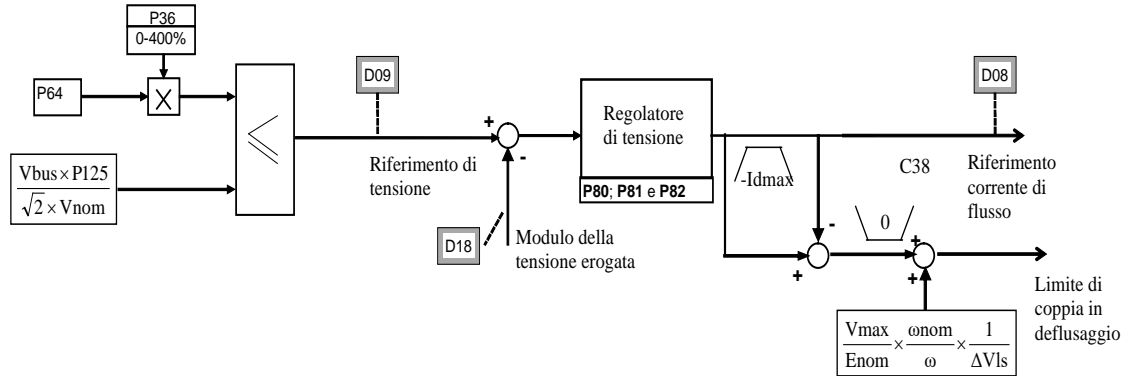 P36
0-400%
P64
X
≤
Vbus × P125
√2 × Vnom
D09
Riferimento di
tensione
+
-
D18
Modulo della
tensione erogata
Regolatore
di tensione
P80; P81 e P82
-Idmax
D08
C38
Riferimento
corrente di
flusso
-
+
0
+
+
Limite di
coppia in
deflusaggio
Vmax/Enom × ωnom/ω × 1/ΔVls